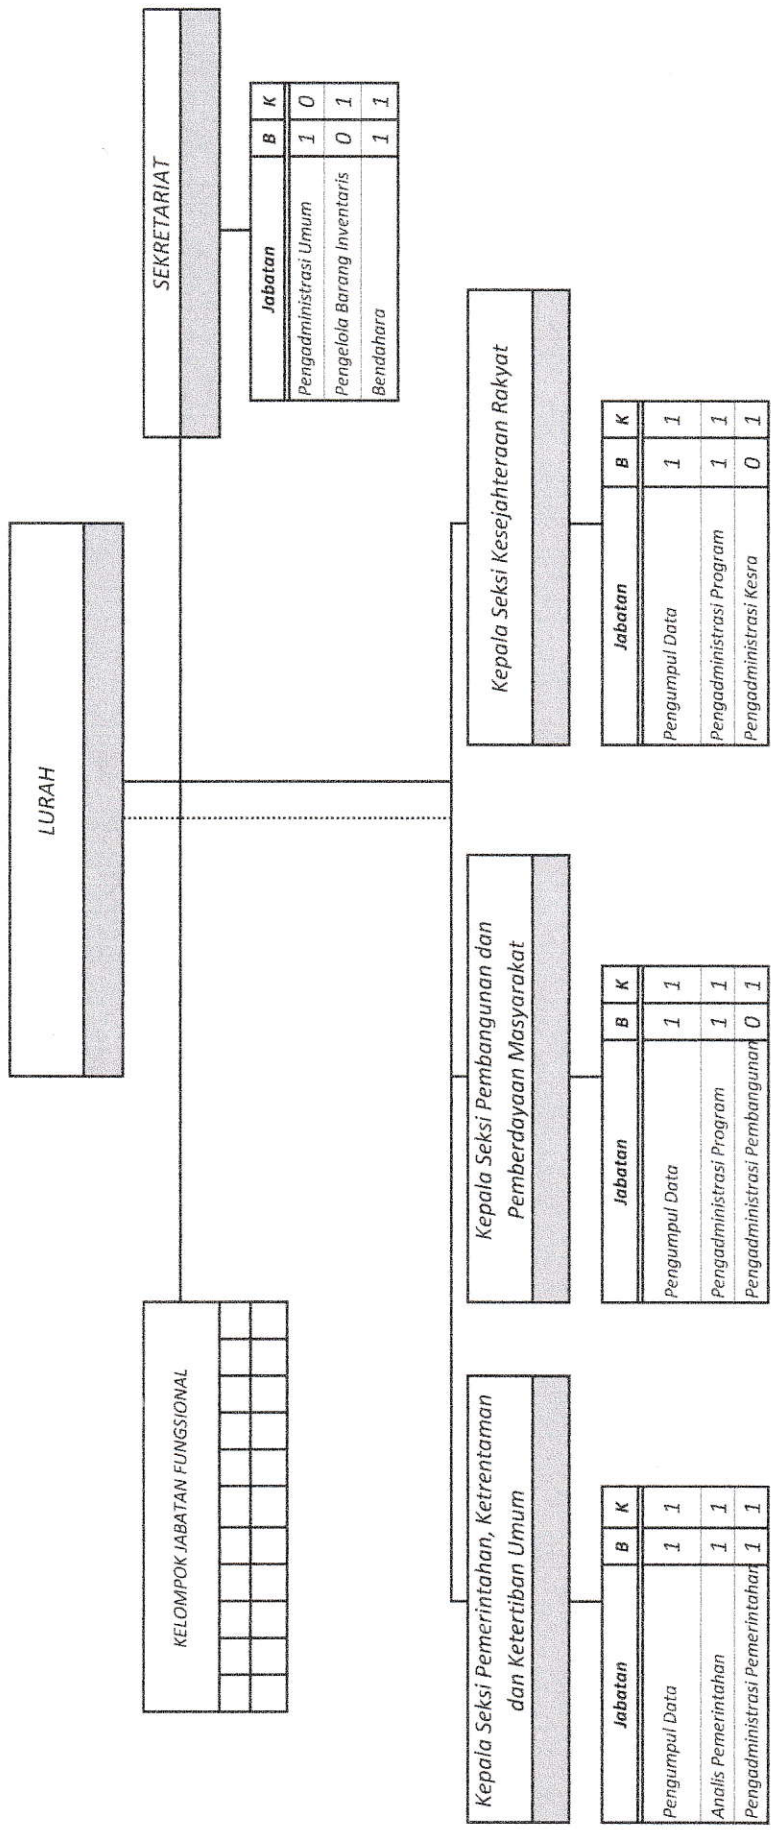 LURAH
SEKRETARIAT
Jabatan B K
Pengadministrasi Umum 1 0
Pengelola Barang Inventaris 0 1
Bendahara 1 1
KELOMPOK JABATAN FUNGSIONAL
Kepala Seksi Pemerintahan, Ketrentaman
dan Ketertiban Umum
Jabatan B K
Pengumpul Data 1 1
Analis Pemerintahan 1 1
Pengadministrasi Pemerintahan 1 1
Kepala Seksi Pembangunan dan
Pemberdayaan Masyarakat
Jabatan B K
Pengumpul Data 1 1
Pengadministrasi Program 1 1
Pengadministrasi Pembangunan 0 1
Kepala Seksi Kesejahteraan Rakyat
Jabatan B K
Pengumpul Data 1 1
Pengadministrasi Program 1 1
Pengadministrasi Kesra 0 1